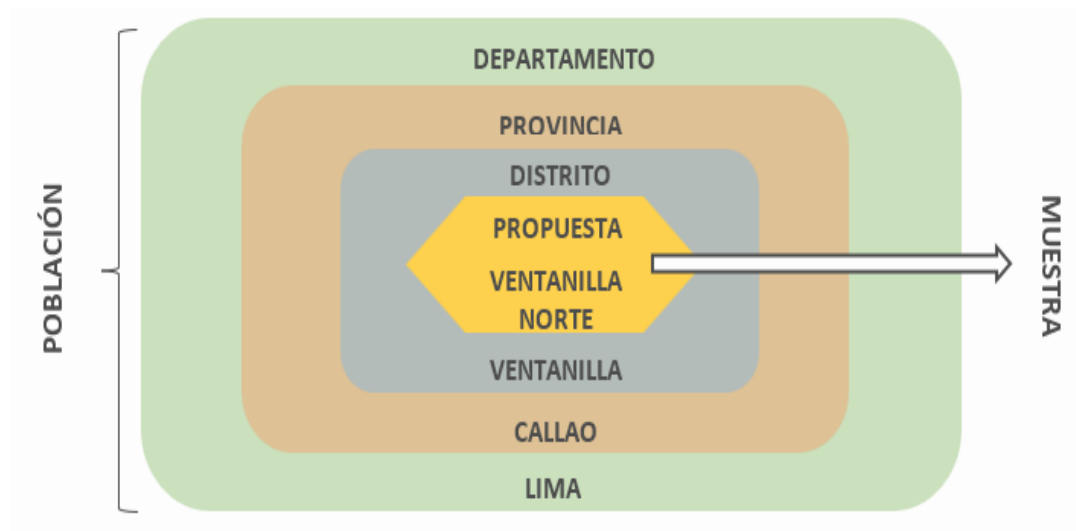 DEPARTAMENTO
PROVINCIA
DISTRITO
PROPUESTA
VENTANILLA
NORTE
VENTANILLA
CALLAO
LIMA
POBLACIÓN
MUESTRA